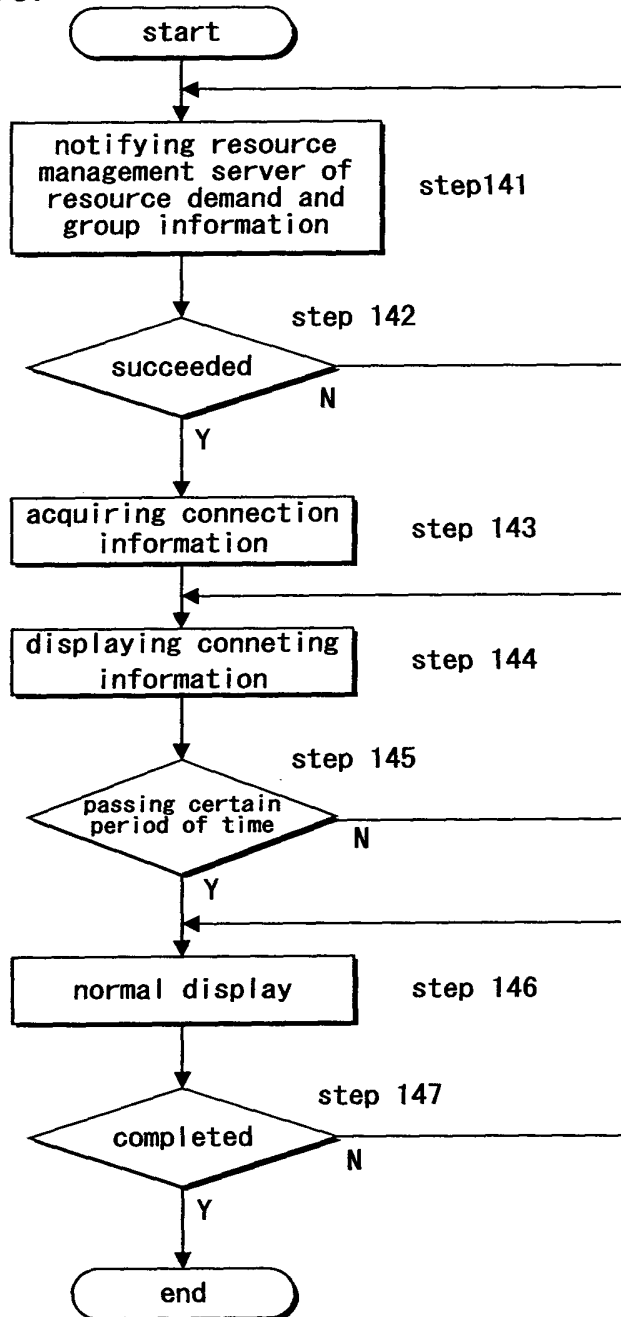 start
notifying resource
management server of
resource demand and
group information
step141
step 142
succeeded
N
Y
acquiring connection
information
step 143
displaying conneting
information
step 144
step 145
passing certain
period of time
N
Y
normal display
step 146
step 147
completed
N
Y
end